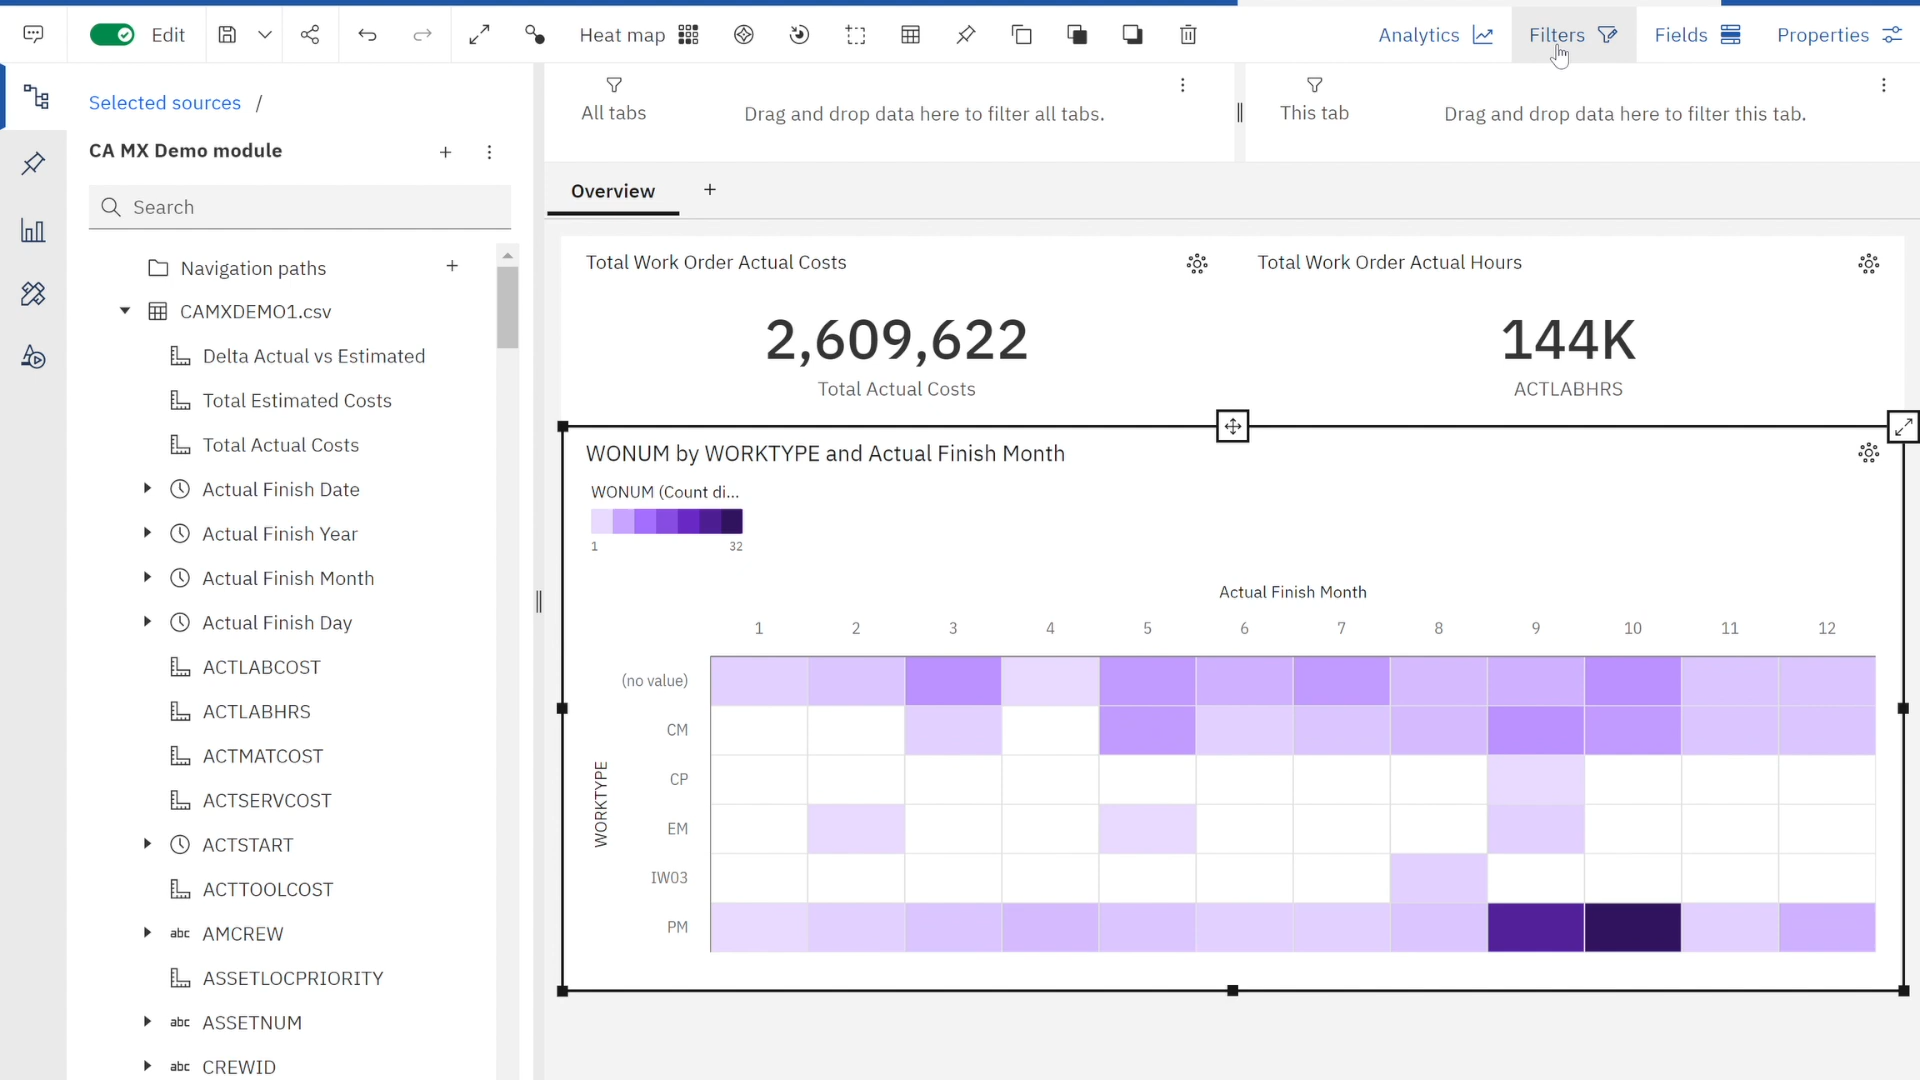 Edit
Heat map
Analytics
Filters
Fields
Properties
Selected sources /
CA MX Demo module
Search
Navigation paths
CAMXDEMO1.csv
Delta Actual vs Estimated
Total Estimated Costs
Total Actual Costs
Actual Finish Date
Actual Finish Year
Actual Finish Month
Actual Finish Day
ACTLABCOST
ACTLABHRS
ACTMATCOST
ACTSERVCOST
ACTSTART
ACTTOOLCOST
abc AMCREW
ASSETLOCPRIORITY
abc ASSETNUM
abc CREWID
All tabs
Drag and drop data here to filter all tabs.
This tab
Drag and drop data here to filter this tab.
Overview
Total Work Order Actual Costs
2,609,622
Total Actual Costs
Total Work Order Actual Hours
144K
ACTLABHRS
WONUM by WORKTYPE and Actual Finish Month
WONUM (Count di...
1 32
Actual Finish Month
1 2 3 4 5 6 7 8 9 10 11 12
WORKTYPE
(no value)
CM
CP
EM
IW03
PM